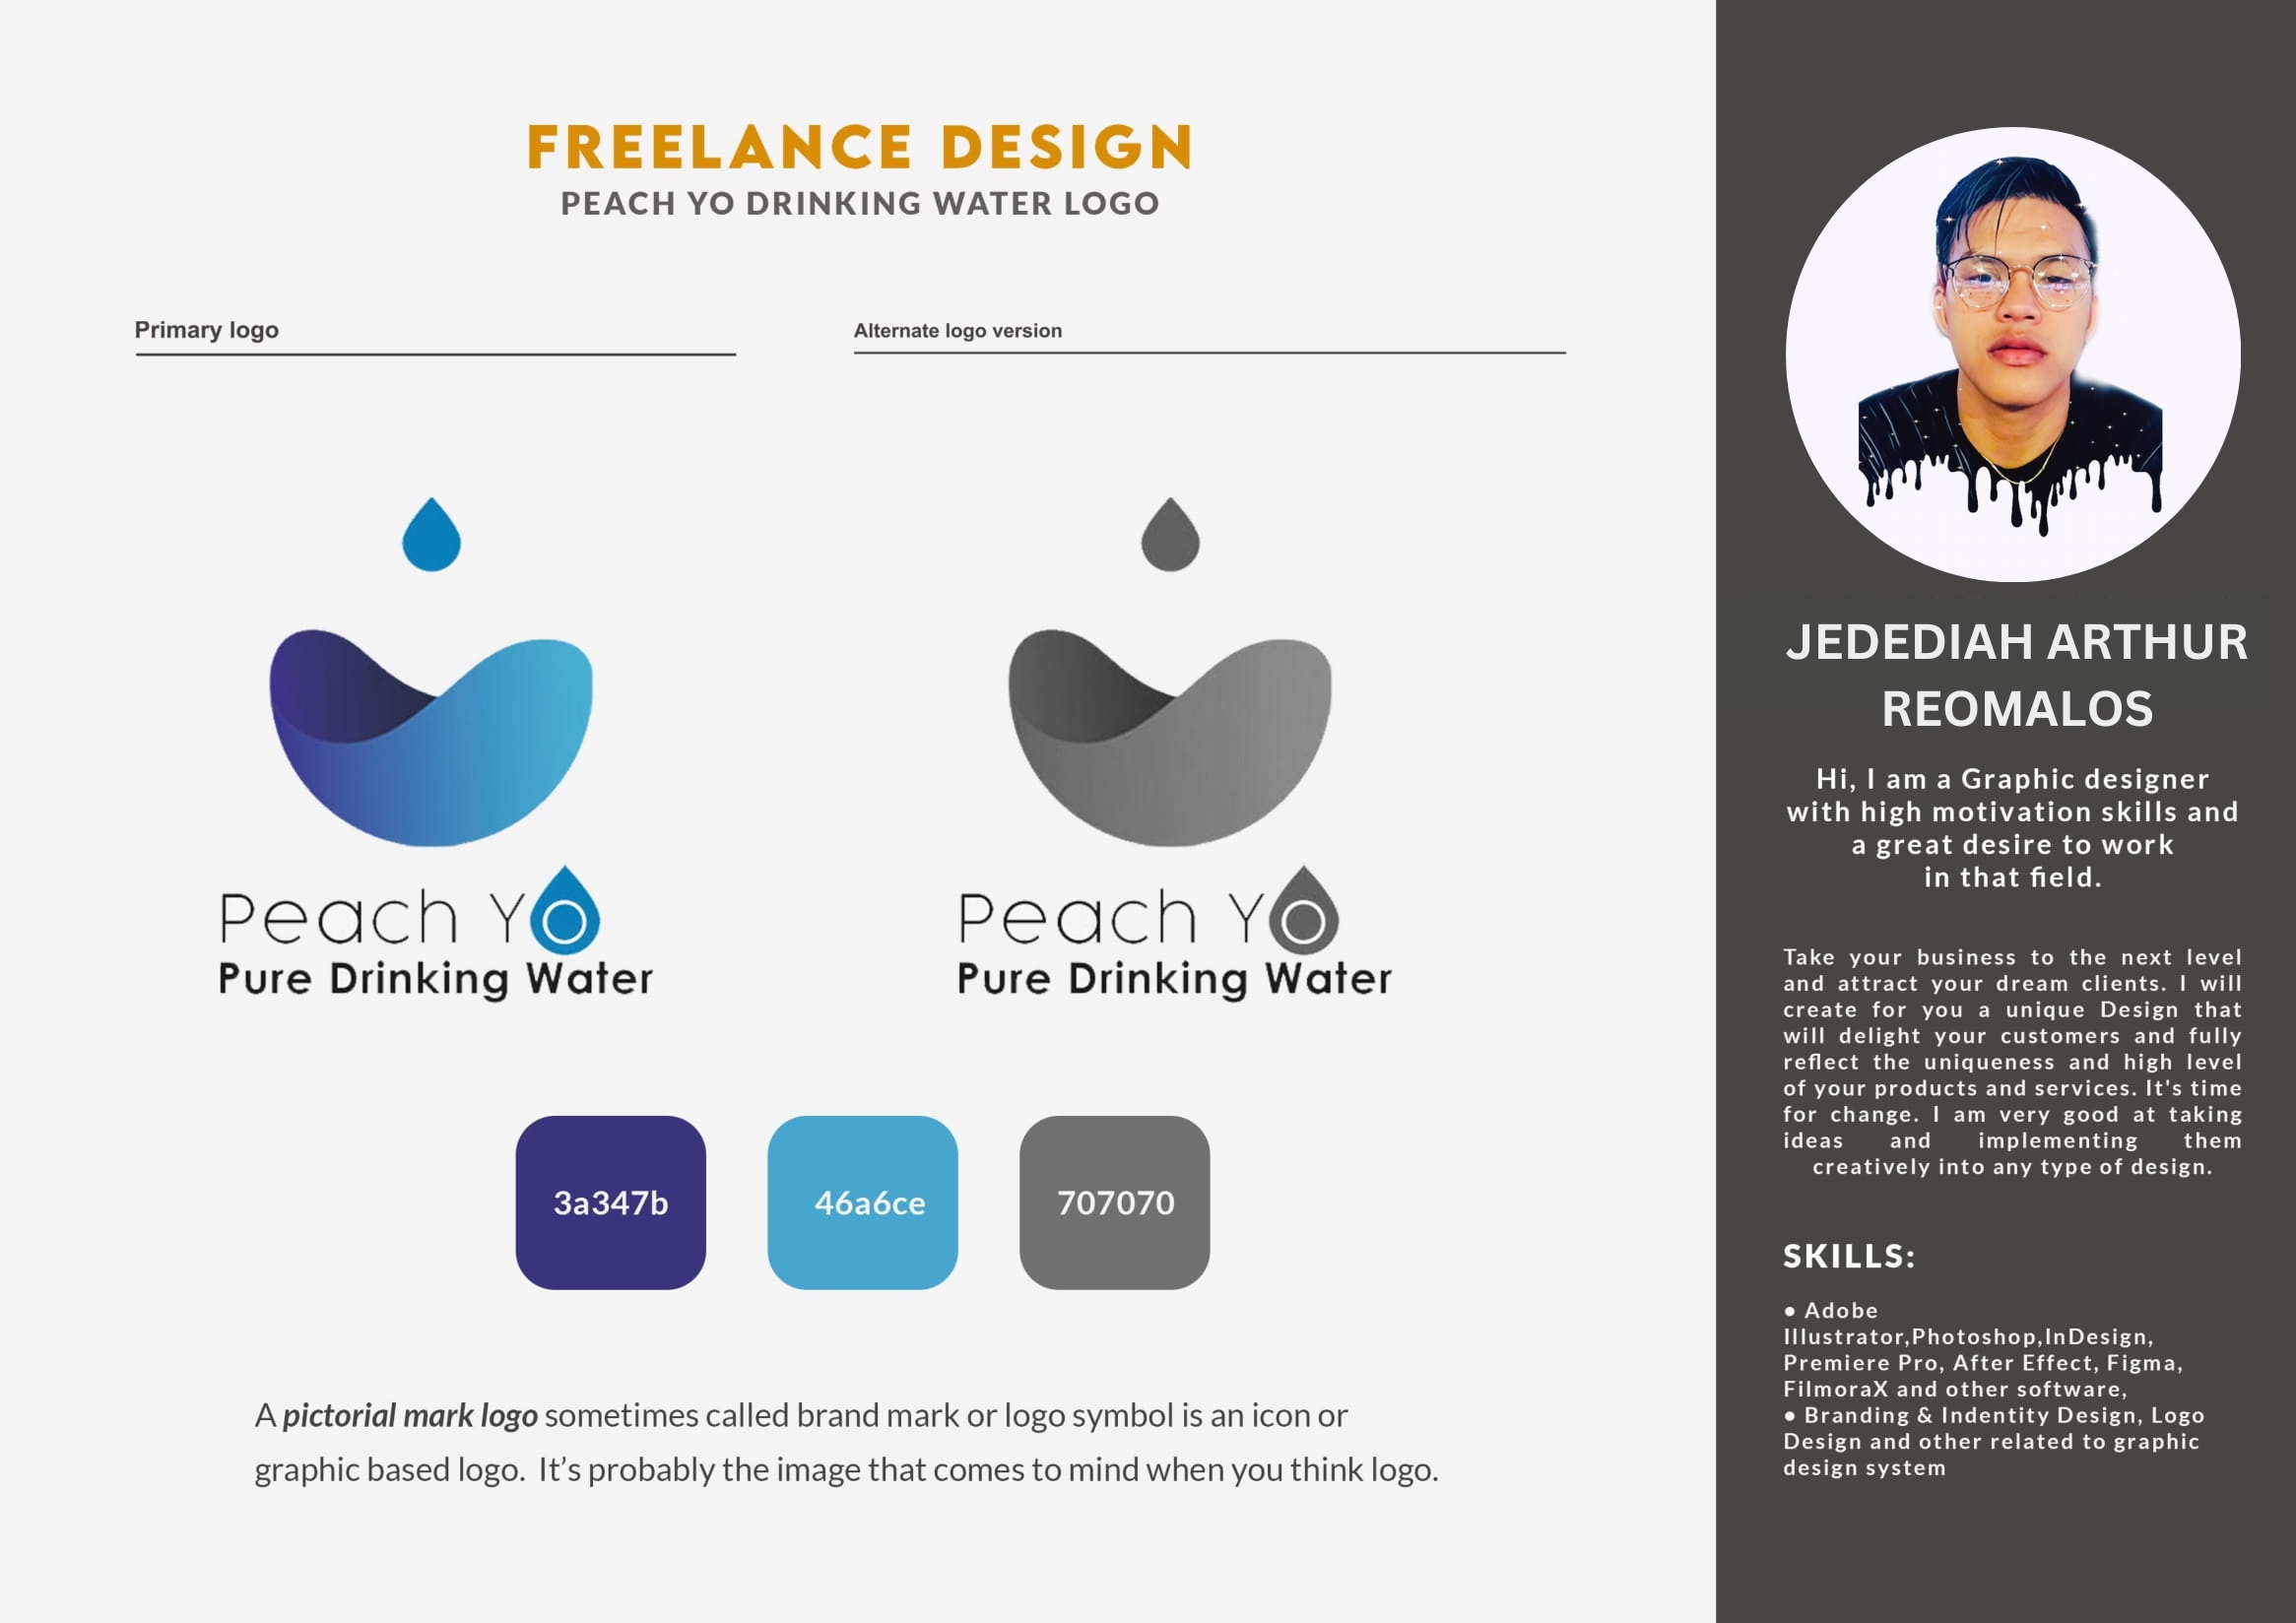 FREELANCE DESIGN
PEACH YO DRINKING WATER LOGO
Primary logo
Alternate logo version
Peach Yo
Pure Drinking Water
Peach Yo
Pure Drinking Water
3a347b
46a6ce
707070
A pictorial mark logo sometimes called brand mark or logo symbol is an icon or
graphic based logo.  It’s probably the image that comes to mind when you think logo.
JEDEDIAH ARTHUR
REOMALOS
Hi, I am a Graphic designer
with high motivation skills and
a great desire to work
in that field.
Take your business to the next level
and attract your dream clients. I will
create for you a unique Design that
will delight your customers and fully
reflect the uniqueness and high level
of your products and services. It's time
for change. I am very good at taking
ideas and implementing them
creatively into any type of design.
SKILLS:
● Adobe
Illustrator,Photoshop,InDesign,
Premiere Pro, After Effect, Figma,
FilmoraX and other software,
● Branding & Indentity Design, Logo
Design and other related to graphic
design system